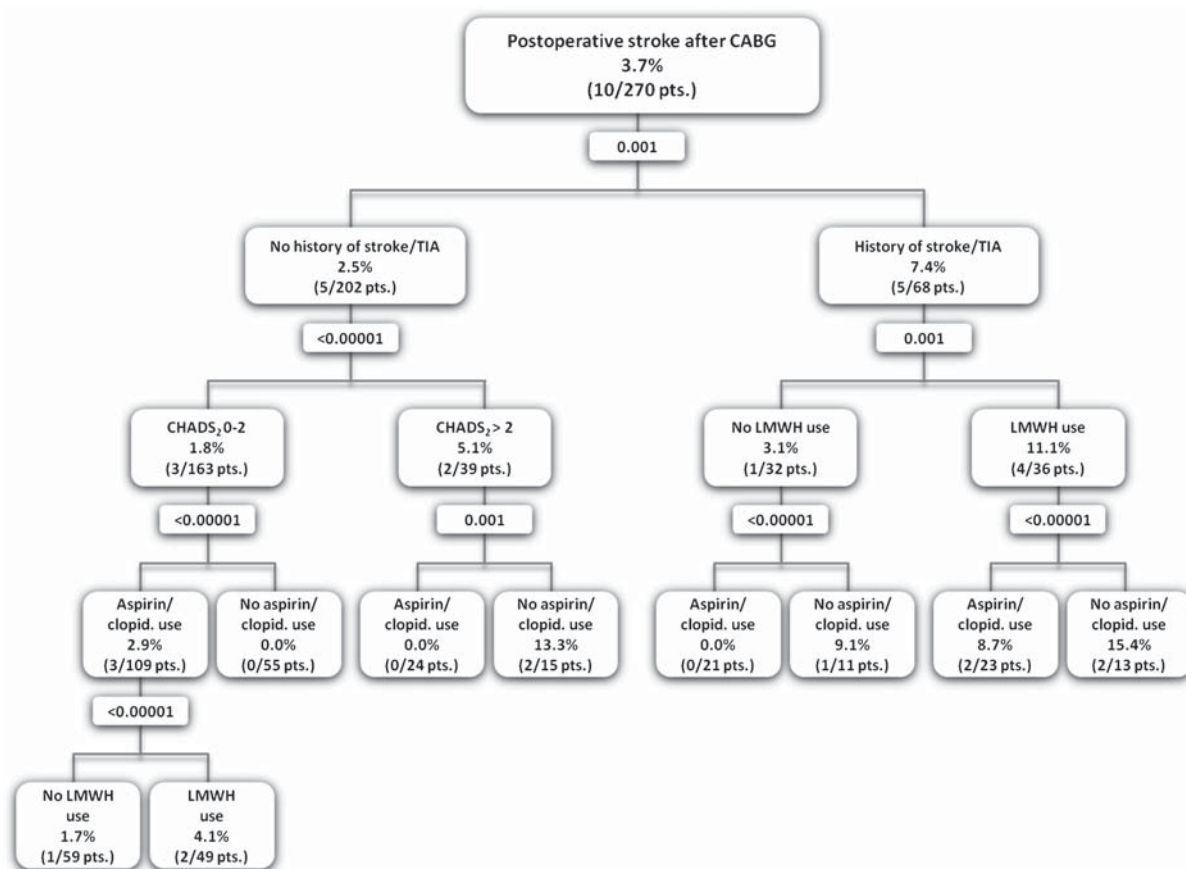 Postoperative stroke after CABG
3.7%
(10/270 pts.)
0.001
No history of stroke/TIA
2.5%
(5/202 pts.)
History of stroke/TIA
7.4%
(5/68 pts.)
<0.00001
0.001
CHADS₂ 0-2
1.8%
(3/163 pts.)
CHADS₂ > 2
5.1%
(2/39 pts.)
No LMWH use
3.1%
(1/32 pts.)
LMWH use
11.1%
(4/36 pts.)
<0.00001
0.001
<0.00001
<0.00001
Aspirin/
clopid. use
2.9%
(3/109 pts.)
No aspirin/
clopid. use
0.0%
(0/55 pts.)
Aspirin/
clopid. use
0.0%
(0/24 pts.)
No aspirin/
clopid. use
13.3%
(2/15 pts.)
Aspirin/
clopid. use
0.0%
(0/21 pts.)
No aspirin/
clopid. use
9.1%
(1/11 pts.)
Aspirin/
clopid. use
8.7%
(2/23 pts.)
No aspirin/
clopid. use
15.4%
(2/13 pts.)
<0.00001
No LMWH
use
1.7%
(1/59 pts.)
LMWH
use
4.1%
(2/49 pts.)